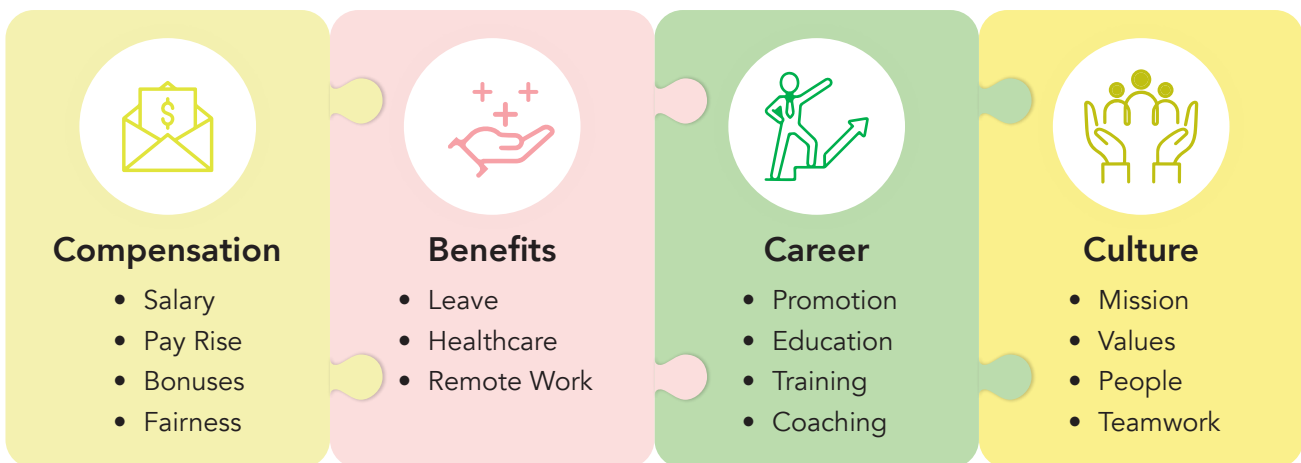 $
Compensation
• Salary
• Pay Rise
• Bonuses
• Fairness
Benefits
• Leave
• Healthcare
• Remote Work
Career
• Promotion
• Education
• Training
• Coaching
Culture
• Mission
• Values
• People
• Teamwork